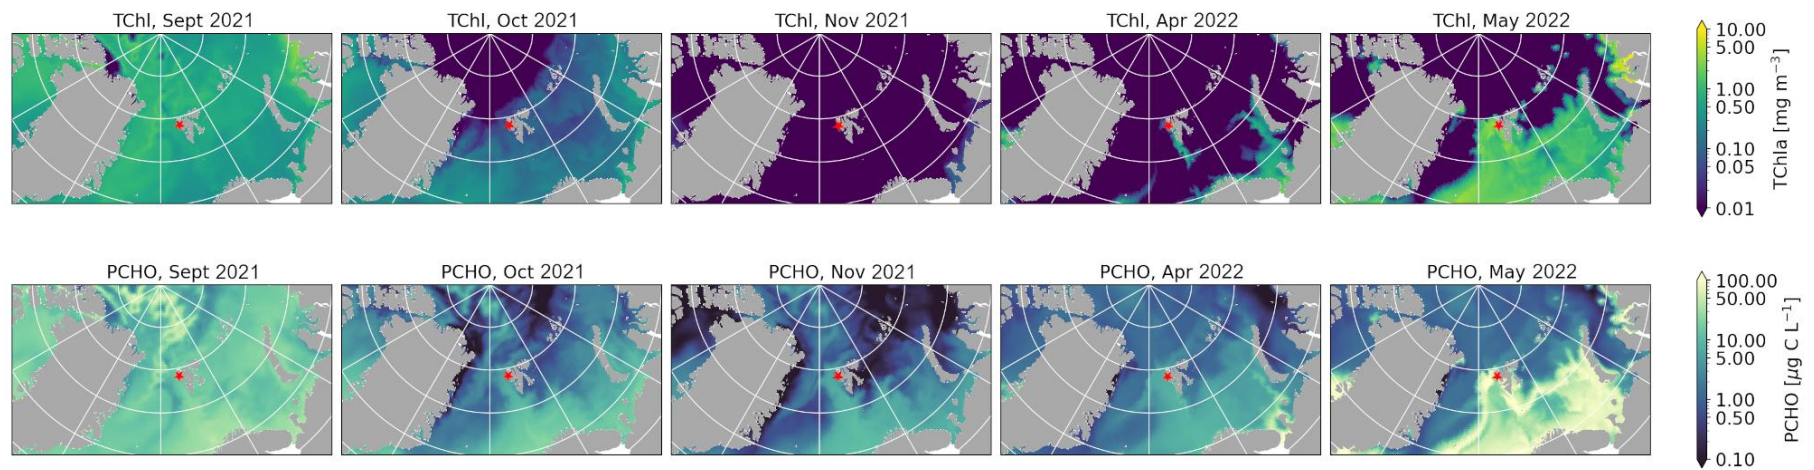 TChl, Sept 2021
TChl, Oct 2021
TChl, Nov 2021
TChl, Apr 2022
TChl, May 2022
10.00
5.00
1.00
0.50
0.10
0.05
0.01
TChla [mg m⁻³]
PCHO, Sept 2021
PCHO, Oct 2021
PCHO, Nov 2021
PCHO, Apr 2022
PCHO, May 2022
100.00
50.00
10.00
5.00
1.00
0.50
0.10
PCHO [μg C L⁻¹]